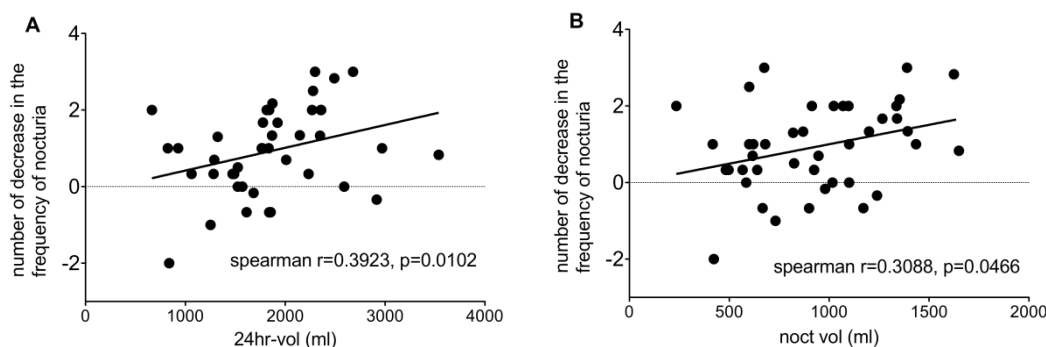 A
number of decrease in the
frequency of nocturia
4
2
0
-2
spearman r=0.3923, p=0.0102
0
1000
2000
3000
4000
24hr-vol (ml)
B
number of decrease in the
frequency of nocturia
4
2
0
-2
spearman r=0.3088, p=0.0466
0
500
1000
1500
2000
noct vol (ml)